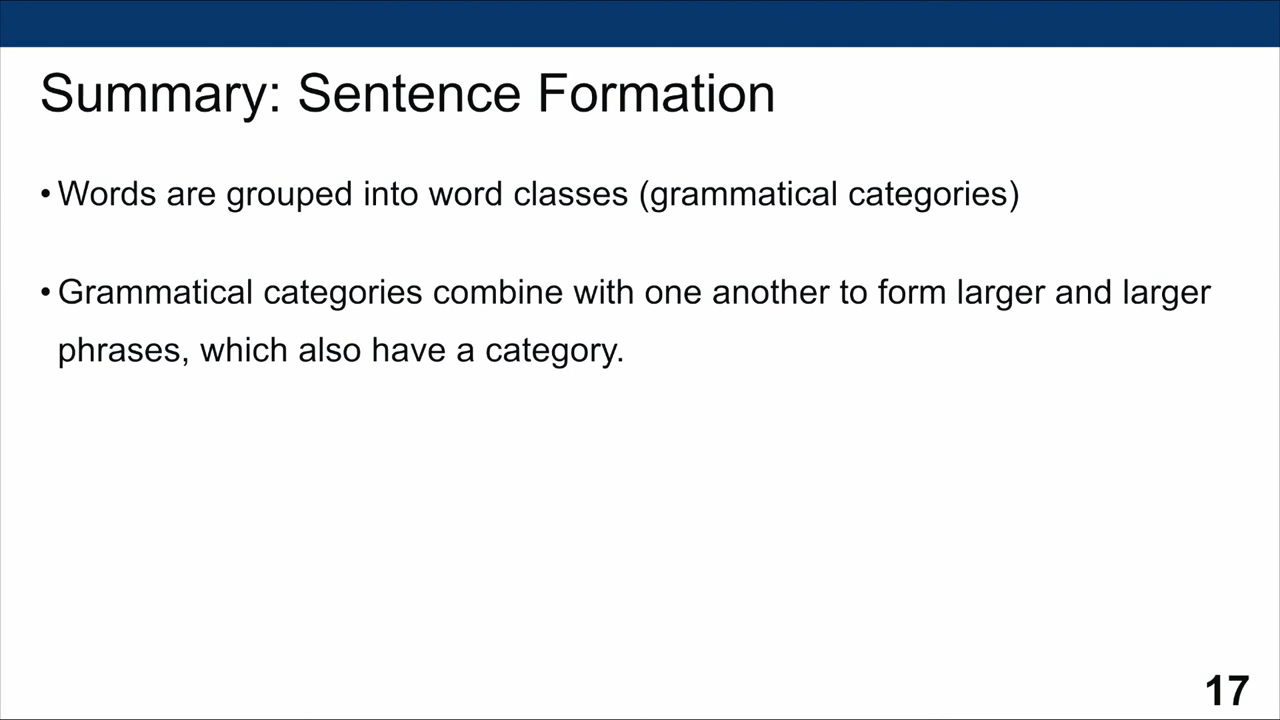 Summary: Sentence Formation
• Words are grouped into word classes (grammatical categories)
• Grammatical categories combine with one another to form larger and larger
phrases, which also have a category.
17